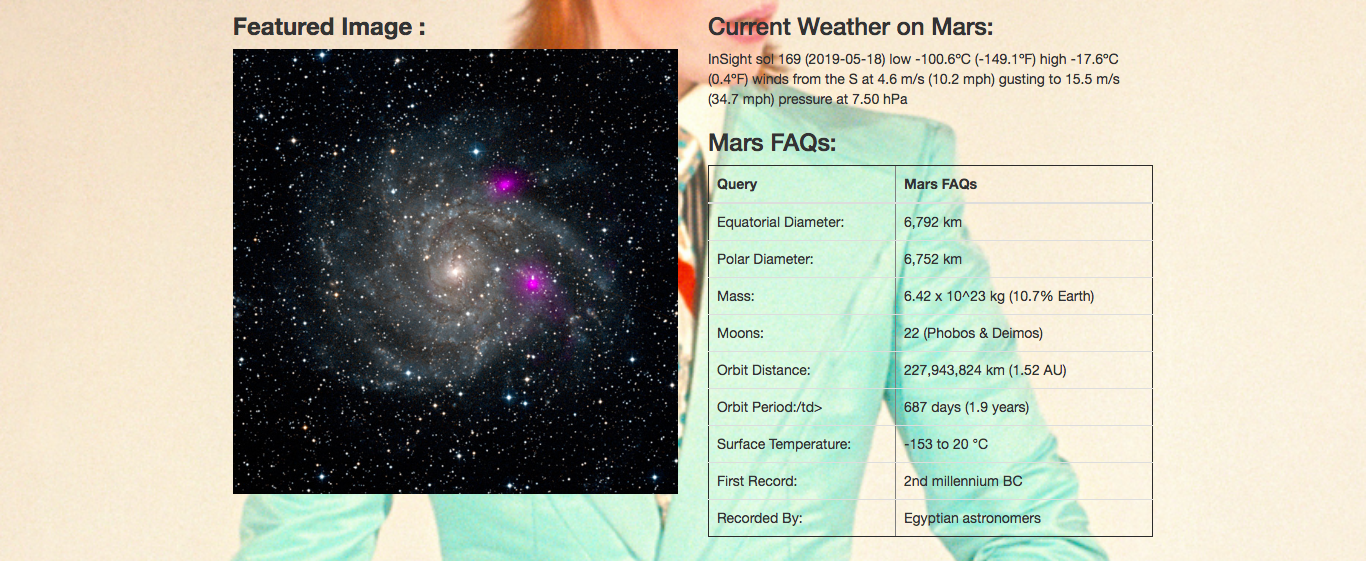 Featured Image :
Current Weather on Mars:
InSight sol 169 (2019-05-18) low -100.6ºC (-149.1ºF) high -17.6ºC
(0.4ºF) winds from the S at 4.6 m/s (10.2 mph) gusting to 15.5 m/s
(34.7 mph) pressure at 7.50 hPa
Mars FAQs:
Query Mars FAQs
Equatorial Diameter: 6,792 km
Polar Diameter: 6,752 km
Mass: 6.42 x 10^23 kg (10.7% Earth)
Moons: 22 (Phobos & Deimos)
Orbit Distance: 227,943,824 km (1.52 AU)
Orbit Period:/td> 687 days (1.9 years)
Surface Temperature: -153 to 20 °C
First Record: 2nd millennium BC
Recorded By: Egyptian astronomers